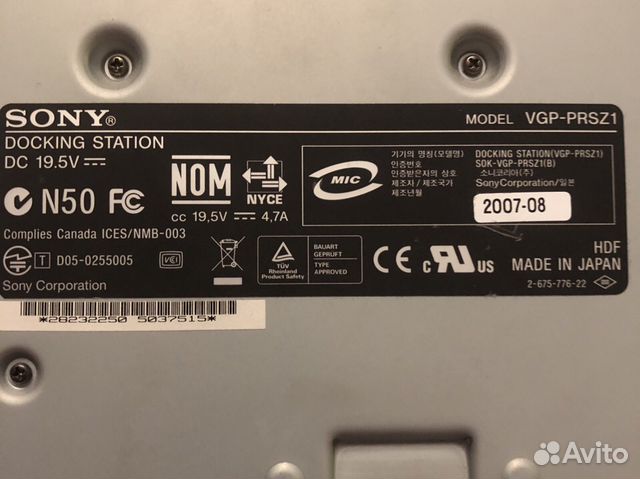 SONY®
MODEL VGP-PRSZ1
DOCKING STATION
DC 19.5V
N50 FC
NOM
NYCE
cc 19,5V 4,7A
Complies Canada ICES/NMB-003
T D05-0255005
VEI
Sony Corporation
MIC
기기의 명칭(모델명)
인증번호
인증받은자의 상호
제조자 / 제조국가
제조년월
DOCKING STATION(VGP-PRSZ1)
SOK-VGP-PRSZ1(B)
소니코리아(주)
Sony Corporation/일본
2007-08
TÜV
Rheinland
Product Safety
BAUART
GEPRÜFT
TYPE
APPROVED
CE c UL US
HDF
MADE IN JAPAN
2-675-776-22
*28232250 5037515*
Avito